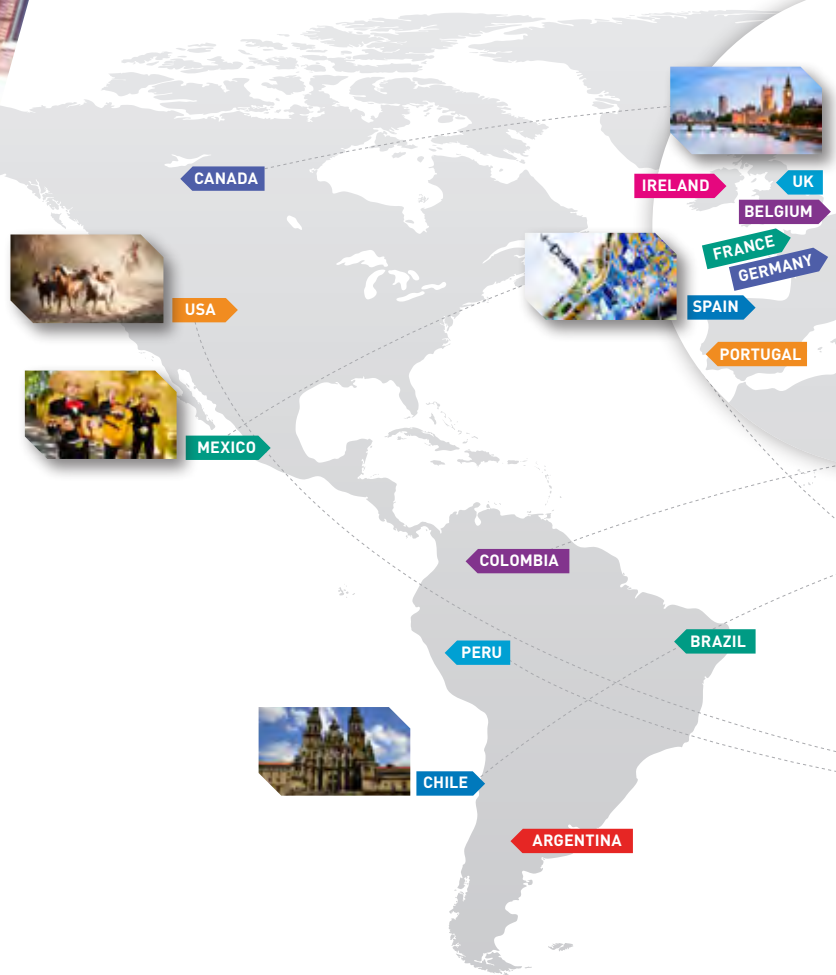 CANADA
IRELAND
UK
BELGIUM
FRANCE
GERMANY
USA
SPAIN
PORTUGAL
MEXICO
COLOMBIA
BRAZIL
PERU
CHILE
ARGENTINA